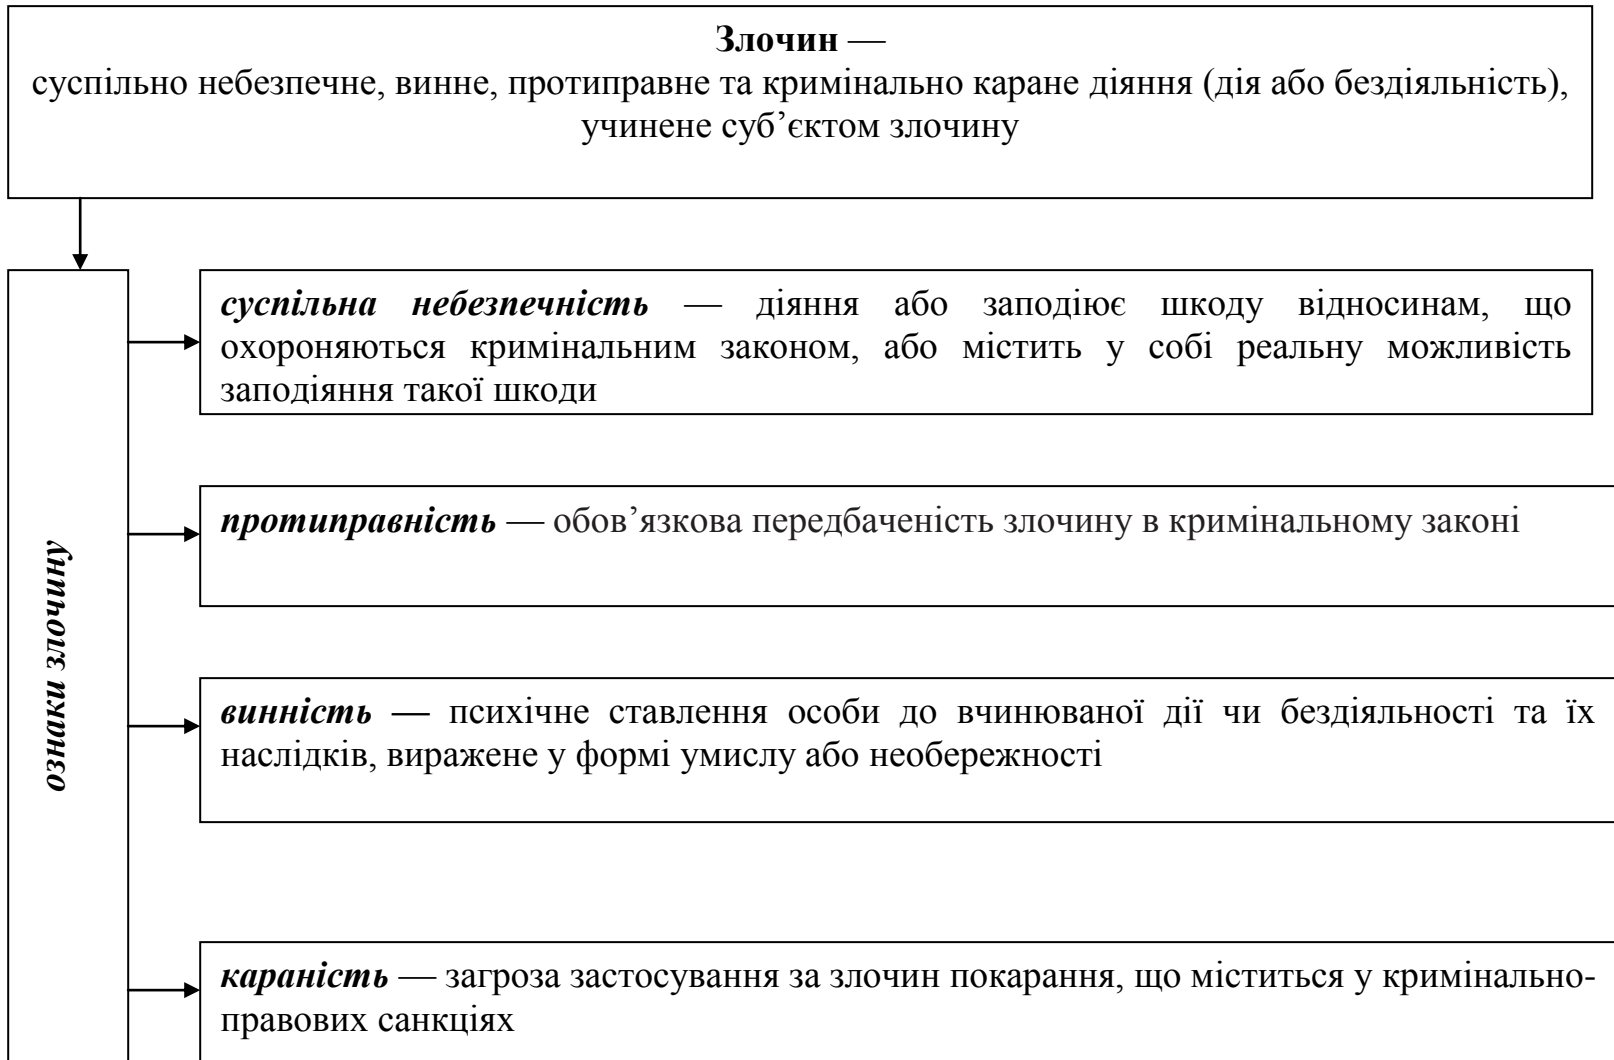 Злочин —
суспільно небезпечне, винне, протиправне та кримінально каране діяння (дія або бездіяльність),
учинене суб’єктом злочину
ознаки злочину
суспільна небезпечність — діяння або заподіює шкоду відносинам, що
охороняються кримінальним законом, або містить у собі реальну можливість
заподіяння такої шкоди
протиправність — обов’язкова передбаченість злочину в кримінальному законі
винність — психічне ставлення особи до вчинюваної дії чи бездіяльності та їх
наслідків, виражене у формі умислу або необережності
караність — загроза застосування за злочин покарання, що міститься у кримінально-
правових санкціях